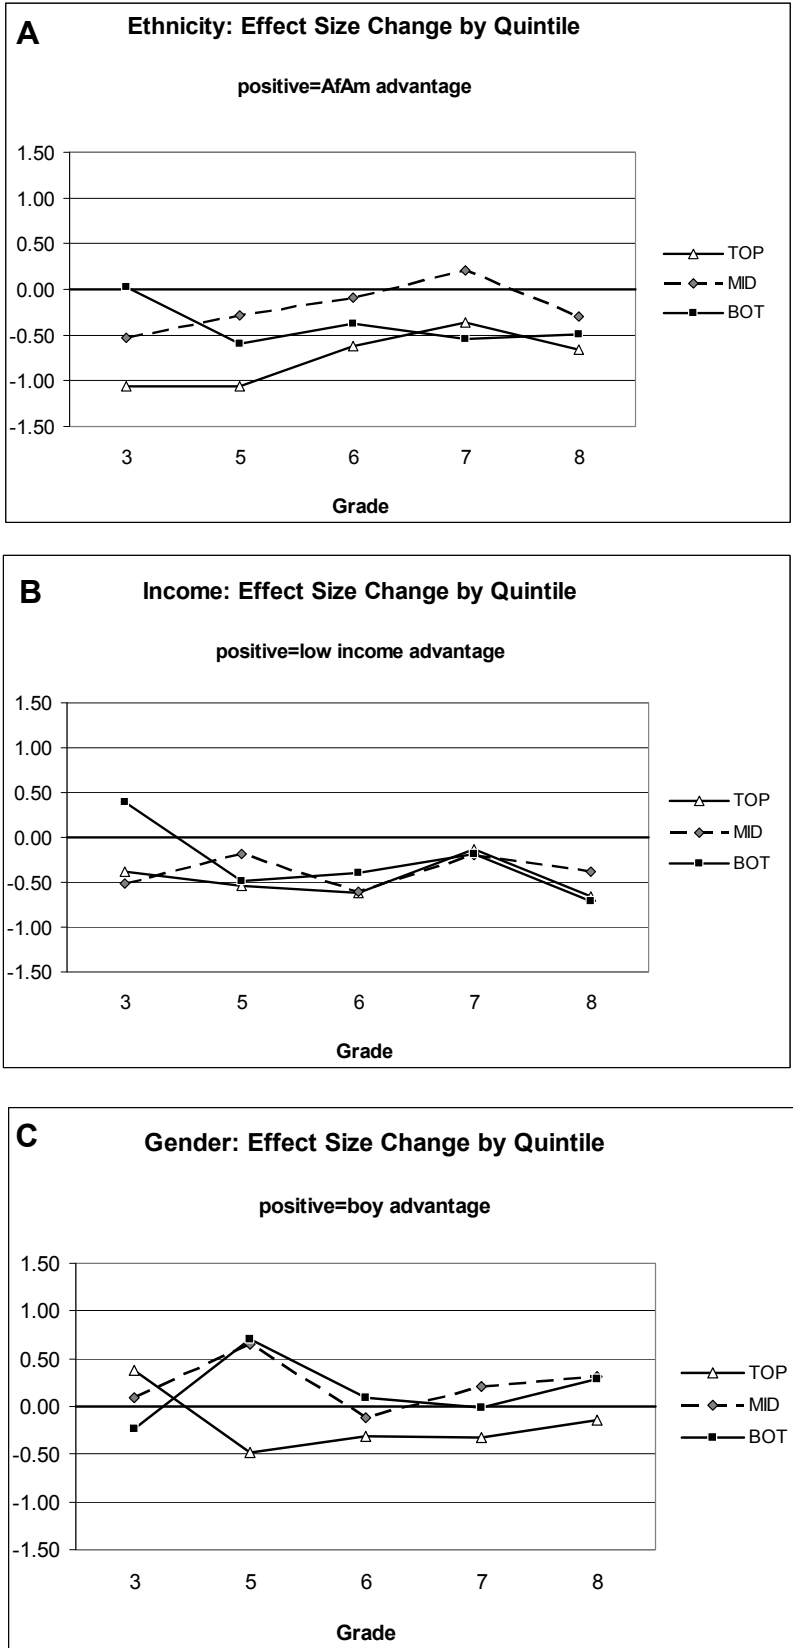 A
Ethnicity: Effect Size Change by Quintile
positive=AfAm advantage
1.50
1.00
0.50
0.00
-0.50
-1.00
-1.50
3 5 6 7 8
Grade
TOP
MID
BOT
B
Income: Effect Size Change by Quintile
positive=low income advantage
1.50
1.00
0.50
0.00
-0.50
-1.00
-1.50
3 5 6 7 8
Grade
TOP
MID
BOT
C
Gender: Effect Size Change by Quintile
positive=boy advantage
1.50
1.00
0.50
0.00
-0.50
-1.00
-1.50
3 5 6 7 8
Grade
TOP
MID
BOT